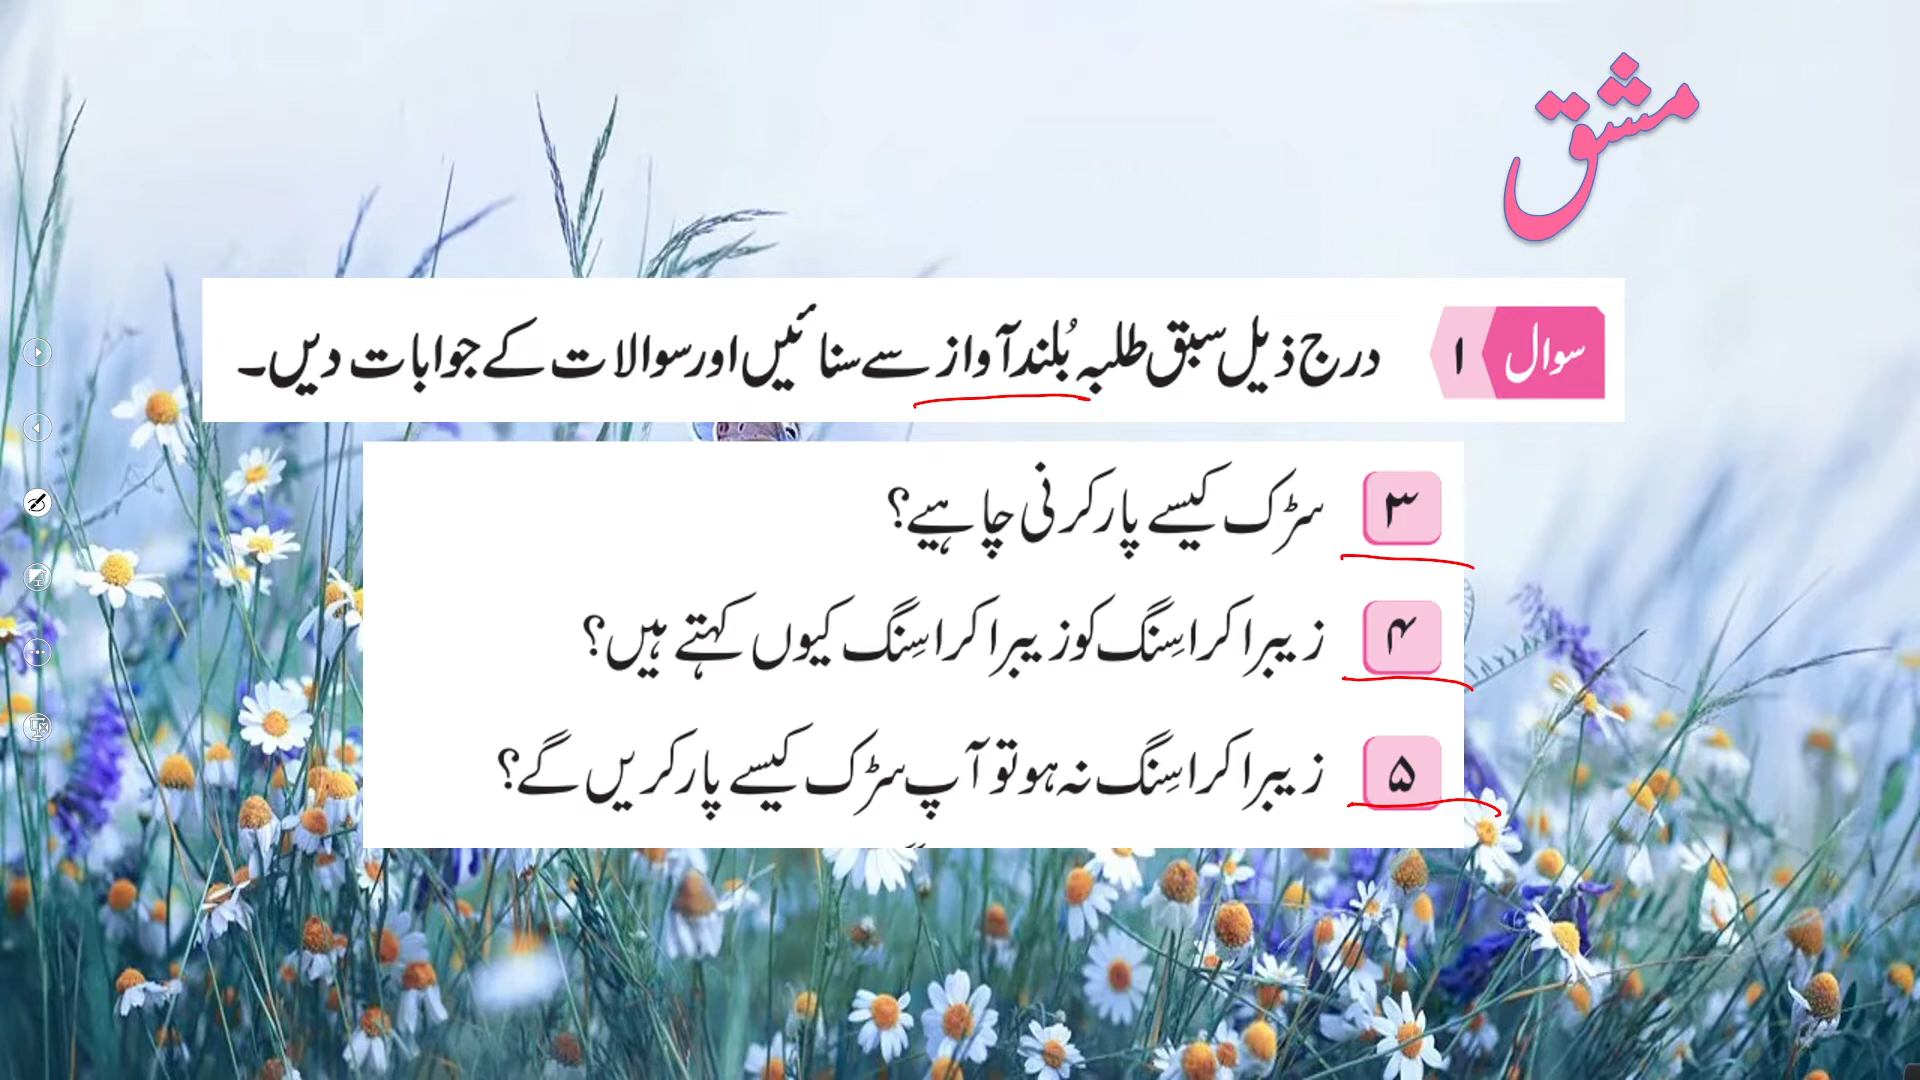 مشق
سوال ۱ درج ذیل سبق طلبہ بُلند آواز سے سنائیں اور سوالات کے جوابات دیں۔
۳ سڑک کیسے پار کرنی چاہیے؟
۴ زیبرا کراسِنگ کو زیبرا کراسِنگ کیوں کہتے ہیں؟
۵ زیبرا کراسِنگ نہ ہو تو آپ سڑک کیسے پار کریں گے؟